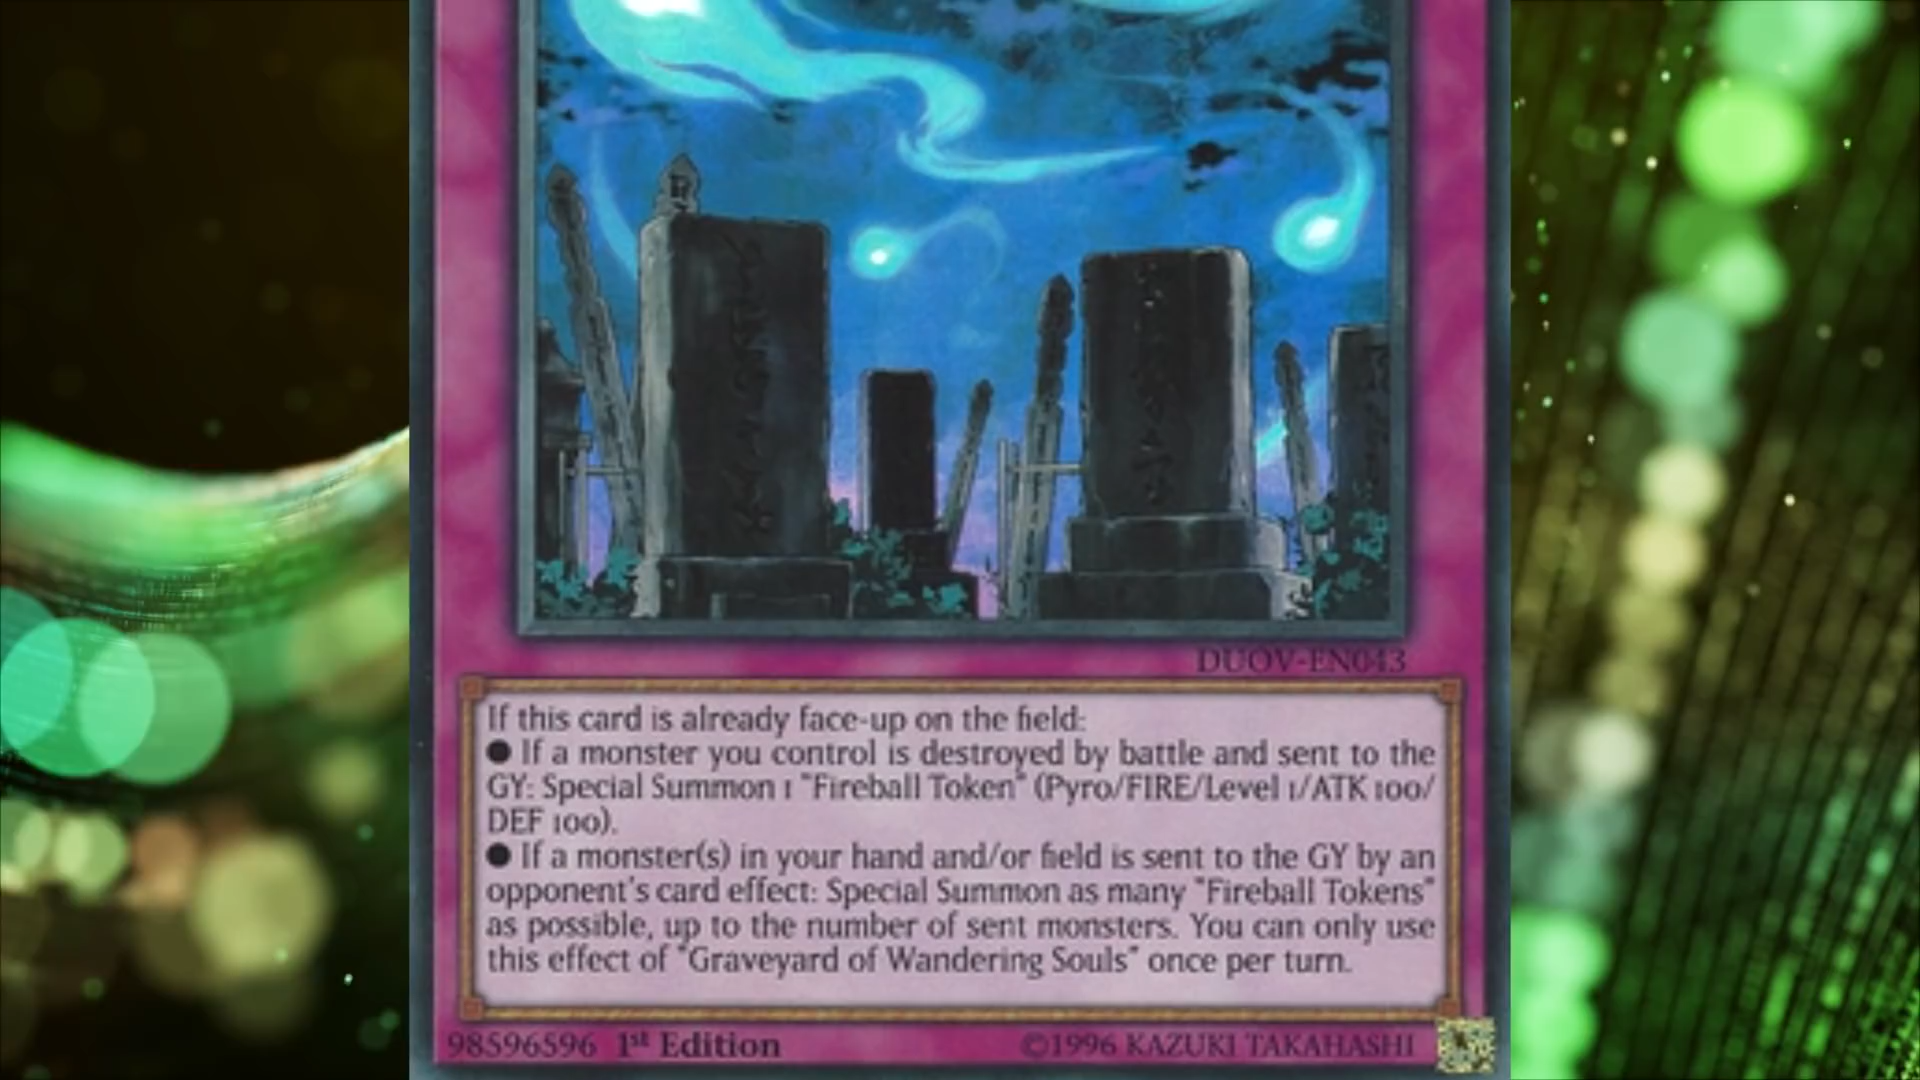 DUOV-EN043
If this card is already face-up on the field:
● If a monster you control is destroyed by battle and sent to the
GY: Special Summon 1 "Fireball Token" (Pyro/FIRE/Level 1/ATK 100/
DEF 100).
● If a monster(s) in your hand and/or field is sent to the GY by an
opponent's card effect: Special Summon as many "Fireball Tokens"
as possible, up to the number of sent monsters. You can only use
this effect of "Graveyard of Wandering Souls" once per turn.
98596596 1st Edition ©1996 KAZUKI TAKAHASHI